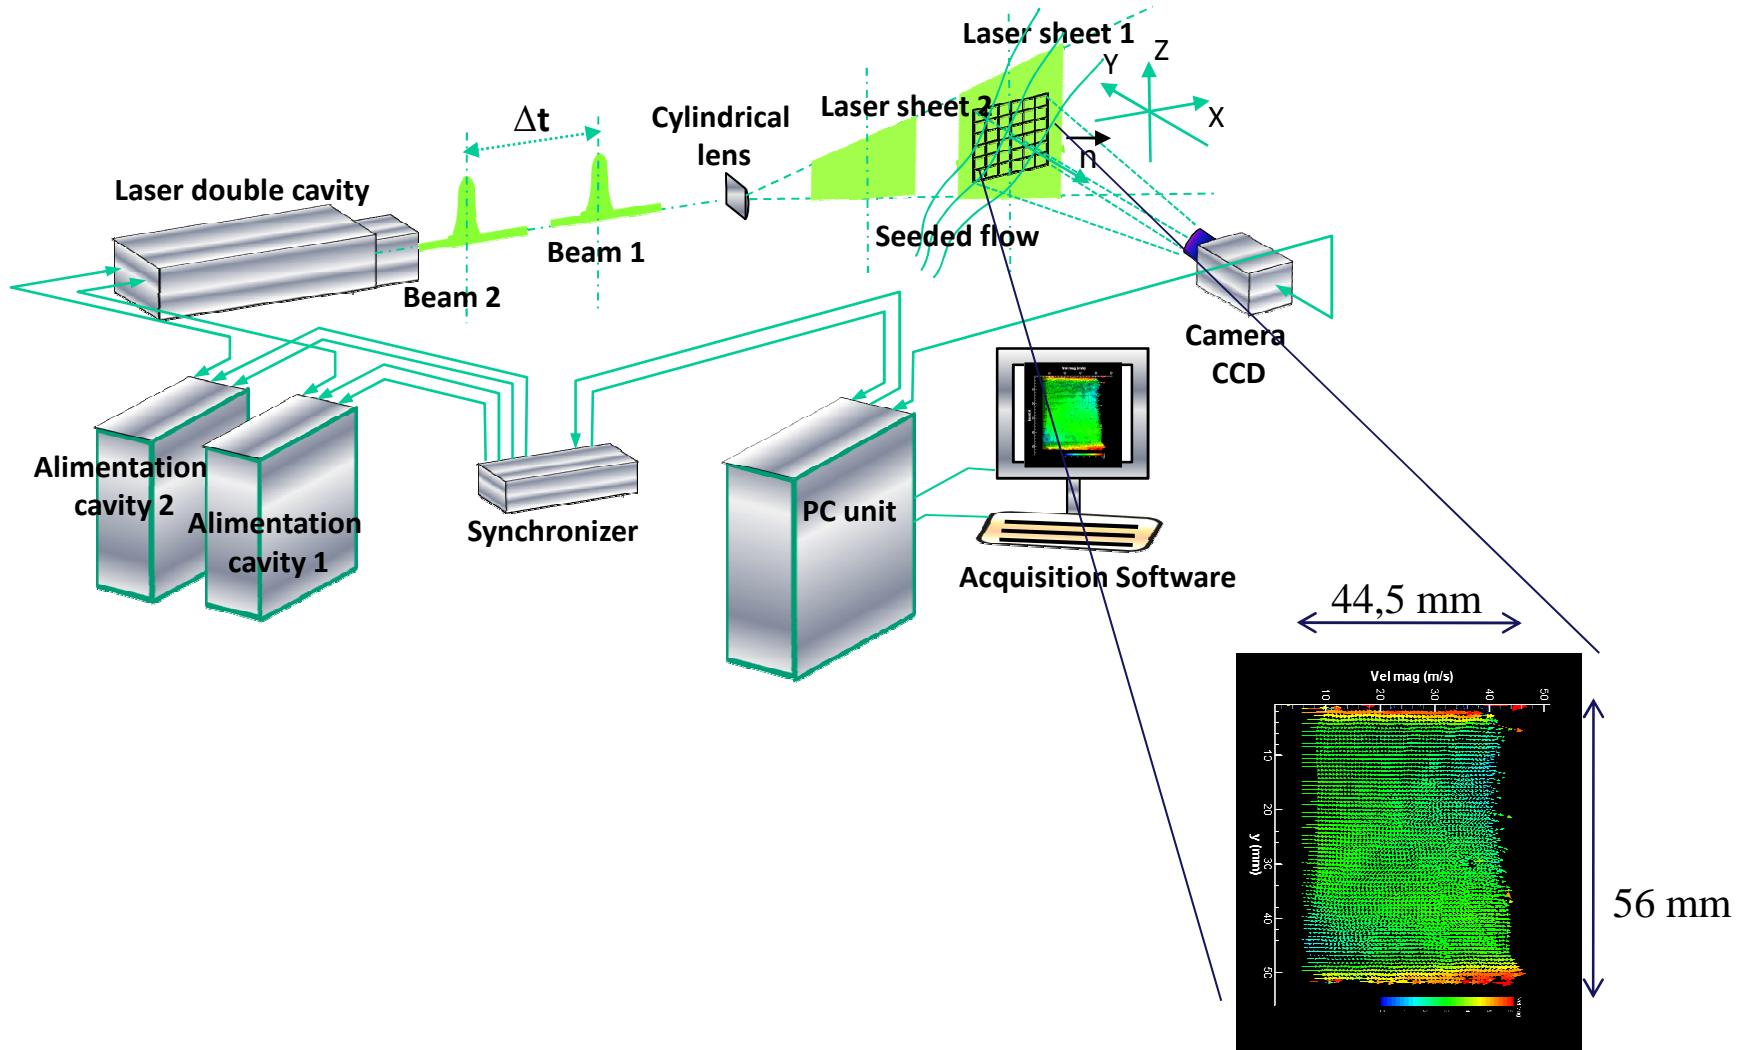 Laser sheet 1
Z
Y
X
Laser sheet 2
n
Δt
Cylindrical
lens
Laser double cavity
Seeded flow
Beam 1
Beam 2
Camera
CCD
Alimentation
cavity 2
Alimentation
cavity 1
Synchronizer
PC unit
Acquisition Software
44,5 mm
Vel mag (m/s)
10 20 30 40 50
10
20
30
40
50
y (mm)
56 mm